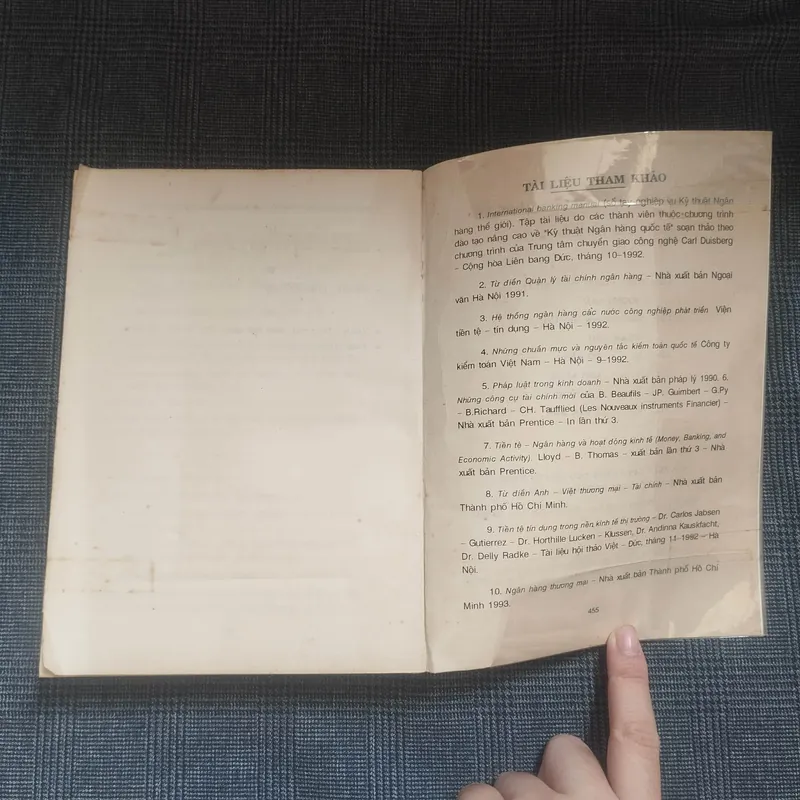 TÀI LIỆU THAM KHẢO
1. International banking manual (Sổ tay nghiệp vụ Kỹ thuật Ngân
hàng thế giới). Tập tài liệu do các thành viên thuộc chương trình
đào tạo nâng cao về "Kỹ thuật Ngân hàng quốc tế" soạn thảo theo
chương trình của Trung tâm chuyển giao công nghệ Carl Duisberg
– Cộng hòa Liên bang Đức, tháng 10-1992.
2. Từ điển Quản lý tài chính ngân hàng – Nhà xuất bản Ngoại
văn Hà Nội 1991.
3. Hệ thống ngân hàng các nước công nghiệp phát triển Viện
tiền tệ – tín dụng – Hà Nội – 1992.
4. Những chuẩn mực và nguyên tắc kiểm toán quốc tế Công ty
kiểm toán Việt Nam – Hà Nội – 9-1992.
5. Pháp luật trong kinh doanh – Nhà xuất bản pháp lý 1990. 6.
Những công cụ tài chính mới của B. Beaufils – JP. Guimbert – G.Py
– B.Richard – CH. Taufflied (Les Nouveaux instruments Financier) –
Nhà xuất bản Prentice – In lần thứ 3.
7. Tiền tệ – Ngân hàng và hoạt động kinh tế (Money, Banking, and
Economic Activity). Lloyd – B. Thomas – xuất bản lần thứ 3 – Nhà
xuất bản Prentice.
8. Từ điển Anh – Việt thương mại – Tài chính – Nhà xuất bản
Thành phố Hồ Chí Minh.
9. Tiền tệ tín dụng trong nền kinh tế thị trường – Dr. Carlos Jabsen
– Gutierrez – Dr. Horthille Lucken – Klussen, Dr. Andinna Kauskfacht,
Dr. Delly Radke – Tài liệu hội thảo Việt – Đức, tháng 11-1992 – Hà
Nội.
10. Ngân hàng thương mại – Nhà xuất bản Thành phố Hồ Chí
Minh 1993.
455